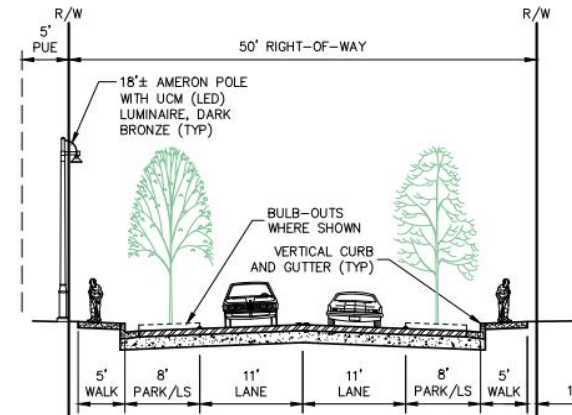 R/W
R/W
5'
PUE
50' RIGHT-OF-WAY
18'± AMERON POLE
WITH UCM (LED)
LUMINAIRE, DARK
BRONZE (TYP)
BULB-OUTS
WHERE SHOWN
VERTICAL CURB
AND GUTTER (TYP)
5'
WALK
8'
PARK/LS
11'
LANE
11'
LANE
8'
PARK/LS
5'
WALK
1